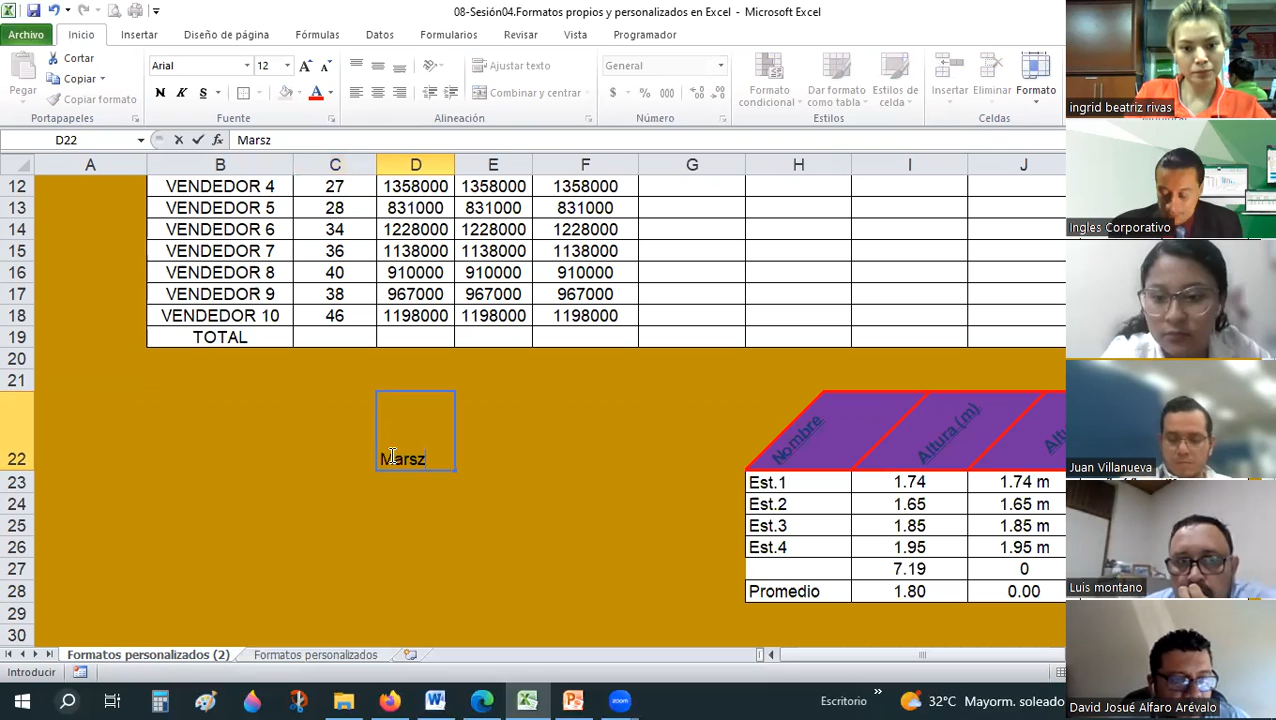 08-Sesión04.Formatos propios y personalizados en Excel - Microsoft Excel
Archivo Inicio Insertar Diseño de página Fórmulas Datos Formularios Revisar Vista Programador
Pegar Cortar Copiar Copiar formato Portapapeles
Arial 12 N K S Fuente
Ajustar texto Combinar y centrar Alineación
General $ % 000 Número
Formato condicional Dar formato como tabla Estilos de celda Estilos
Insertar Eliminar Formato Celdas
D22 fx Marsz
A B C D E F G H I J
12 VENDEDOR 4 27 1358000 1358000 1358000
13 VENDEDOR 5 28 831000 831000 831000
14 VENDEDOR 6 34 1228000 1228000 1228000
15 VENDEDOR 7 36 1138000 1138000 1138000
16 VENDEDOR 8 40 910000 910000 910000
17 VENDEDOR 9 38 967000 967000 967000
18 VENDEDOR 10 46 1198000 1198000 1198000
19 TOTAL
20
21
22 Marsz Nombre Altura (m)
23 Est.1 1.74 1.74 m
24 Est.2 1.65 1.65 m
25 Est.3 1.85 1.85 m
26 Est.4 1.95 1.95 m
27 7.19 0
28 Promedio 1.80 0.00
29
30
Formatos personalizados (2) Formatos personalizados
Introducir
Escritorio » 32°C Mayorm. soleado
zoom
ingrid beatriz rivas
Ingles Corporativo
Juan Villanueva
Luis montano
David Josué Alfaro Arévalo